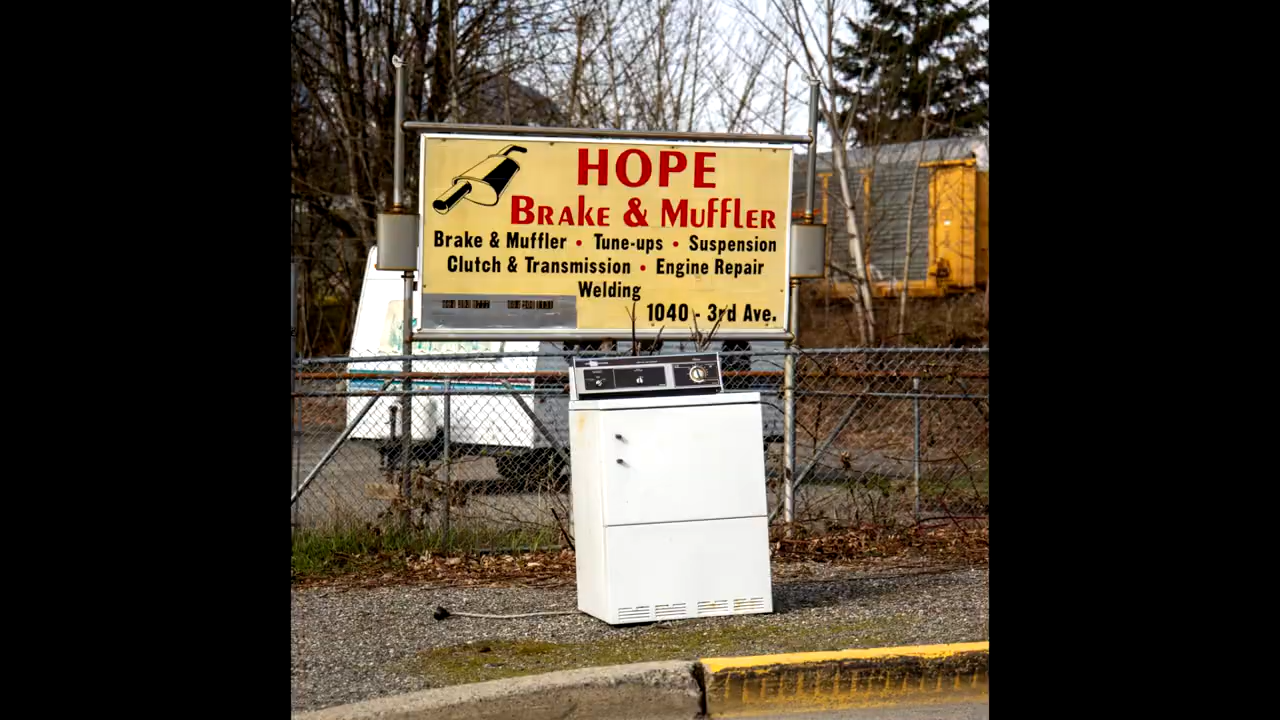 HOPE
BRAKE & MUFFLER
Brake & Muffler • Tune-ups • Suspension
Clutch & Transmission • Engine Repair
Welding
1040 - 3rd Ave.